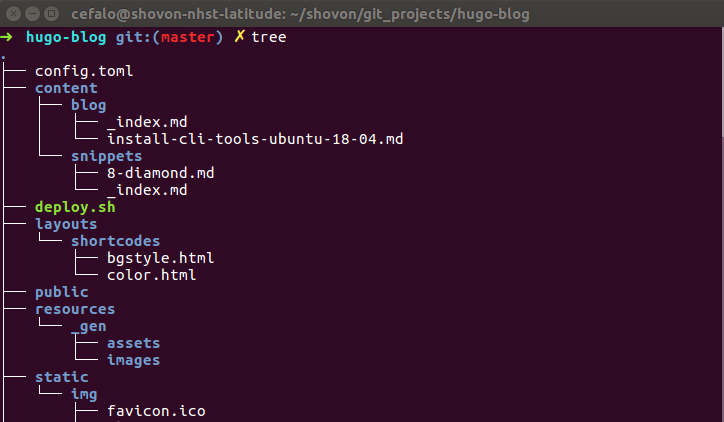 cefalo@shovon-nhst-latitude: ~/shovon/git_projects/hugo-blog
➜ hugo-blog git:(master) ✗ tree
.
├── config.toml
├── content
│   ├── blog
│   │   ├── _index.md
│   │   └── install-cli-tools-ubuntu-18-04.md
│   └── snippets
│       ├── 8-diamond.md
│       └── _index.md
├── deploy.sh
├── layouts
│   └── shortcodes
│       ├── bgstyle.html
│       └── color.html
├── public
├── resources
│   └── _gen
│       ├── assets
│       └── images
├── static
│   └── img
│       ├── favicon.ico